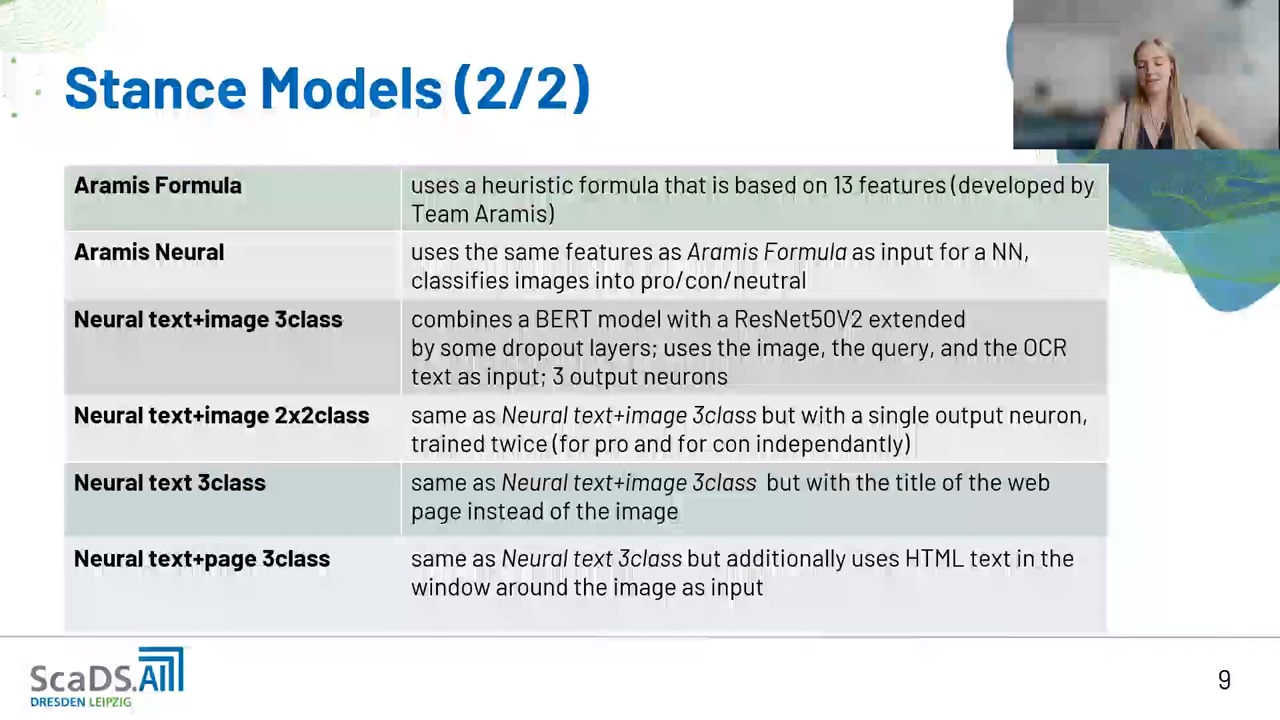 Stance Models (2/2)
Aramis Formula
uses a heuristic formula that is based on 13 features (developed by
Team Aramis)
Aramis Neural
uses the same features as Aramis Formula as input for a NN,
classifies images into pro/con/neutral
Neural text+image 3class
combines a BERT model with a ResNet50V2 extended
by some dropout layers; uses the image, the query, and the OCR
text as input; 3 output neurons
Neural text+image 2x2class
same as Neural text+image 3class but with a single output neuron,
trained twice (for pro and for con independantly)
Neural text 3class
same as Neural text+image 3class but with the title of the web
page instead of the image
Neural text+page 3class
same as Neural text 3class but additionally uses HTML text in the
window around the image as input
ScaDS.AI
DRESDEN LEIPZIG
9